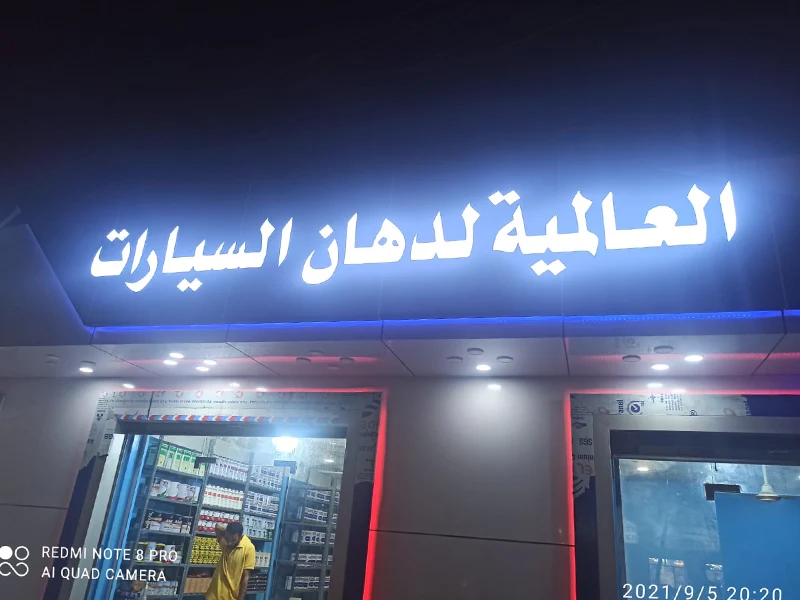 العالمية لدهان السيارات
REDMI NOTE 8 PRO
AI QUAD CAMERA
2021/9/5 20:20